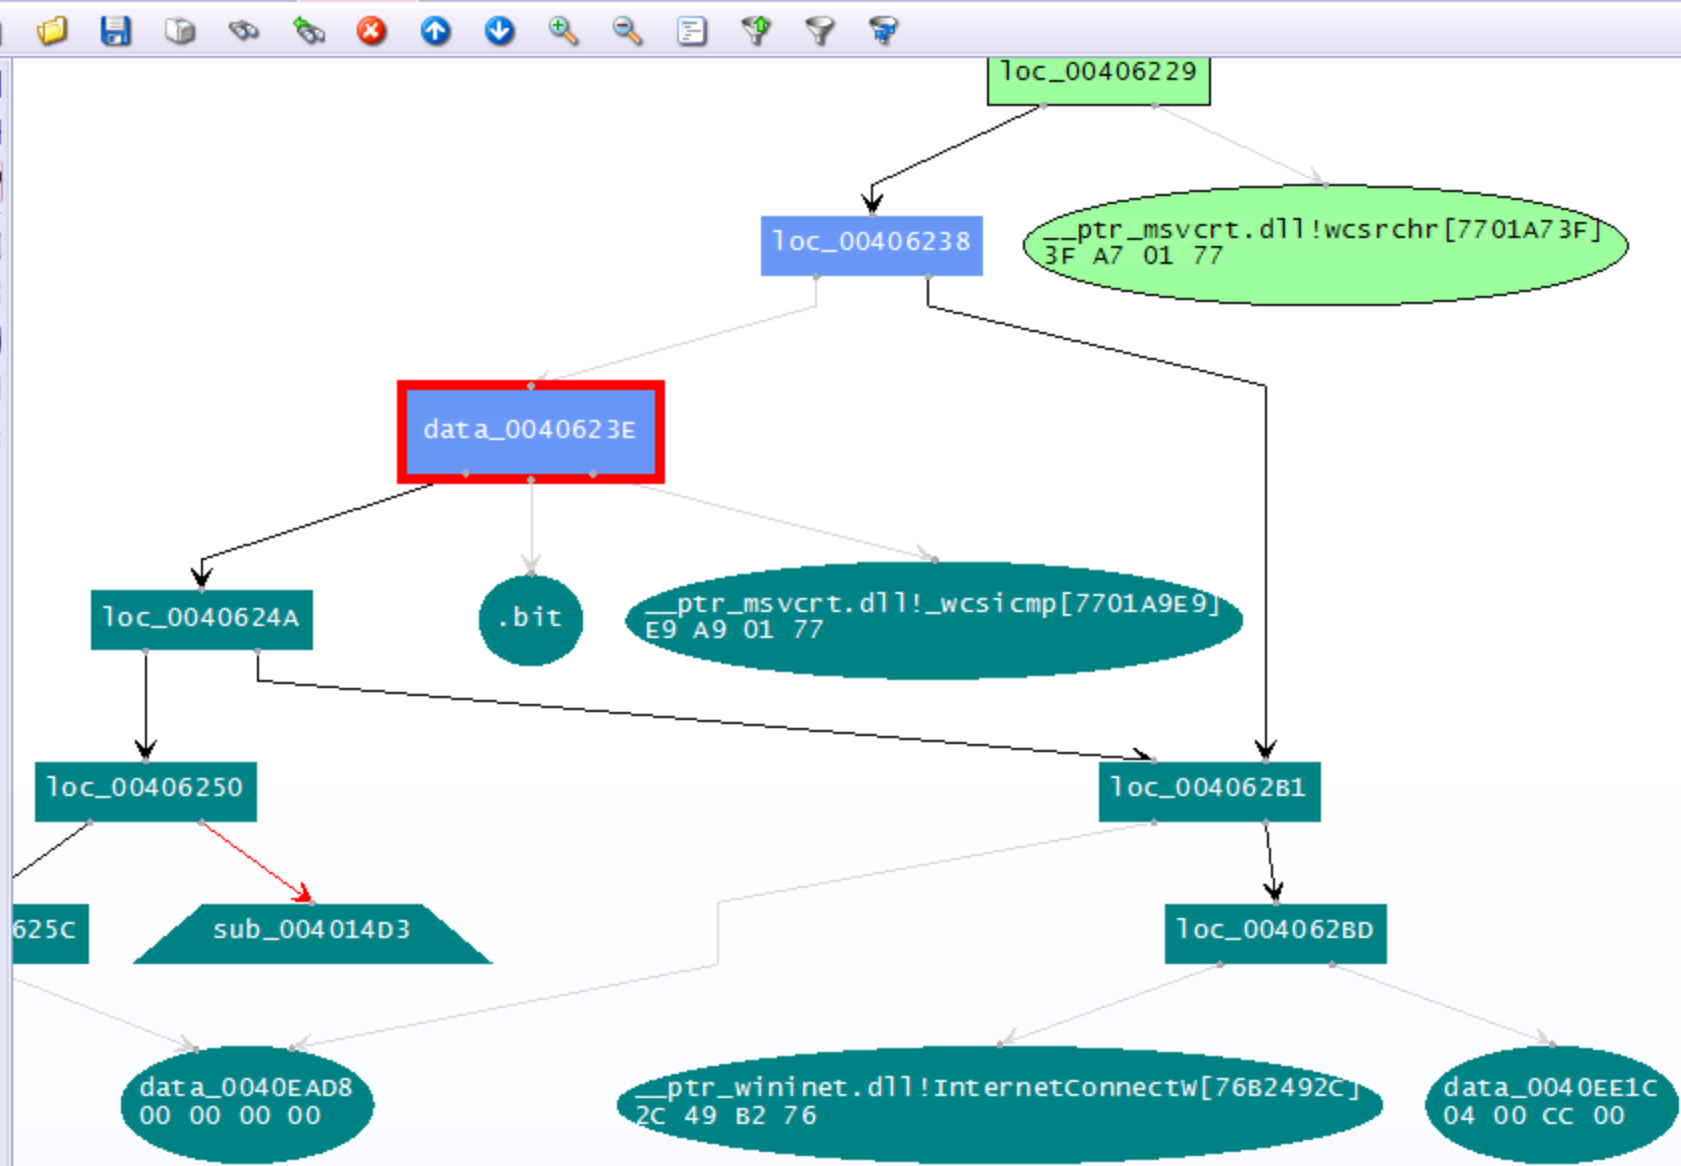 loc_00406229
loc_00406238
__ptr_msvcrt.dll!wcsrchr[7701A73F]
3F A7 01 77
data_0040623E
loc_0040624A
.bit
__ptr_msvcrt.dll!_wcsicmp[7701A9E9]
E9 A9 01 77
loc_00406250
loc_004062B1
625C
sub_004014D3
loc_004062BD
data_0040EAD8
00 00 00 00
__ptr_wininet.dll!InternetConnectW[76B2492C]
2C 49 B2 76
data_0040EE1C
04 00 CC 00